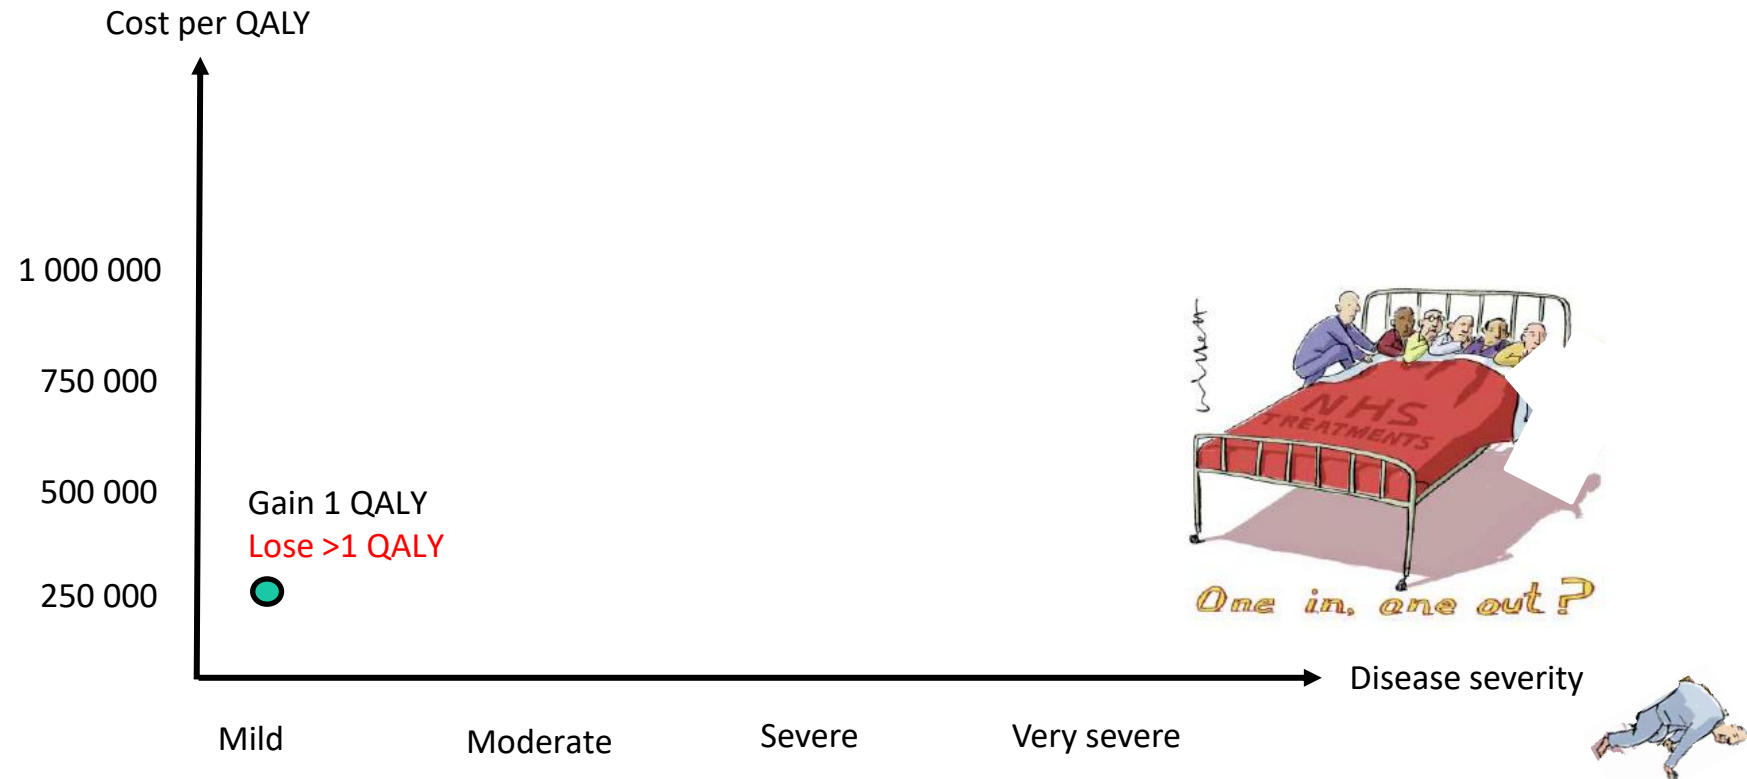 Cost per QALY
1 000 000
750 000
500 000
250 000
Gain 1 QALY
Lose >1 QALY
NHS
TREATMENTS
One in, one out?
Disease severity
Mild
Moderate
Severe
Very severe